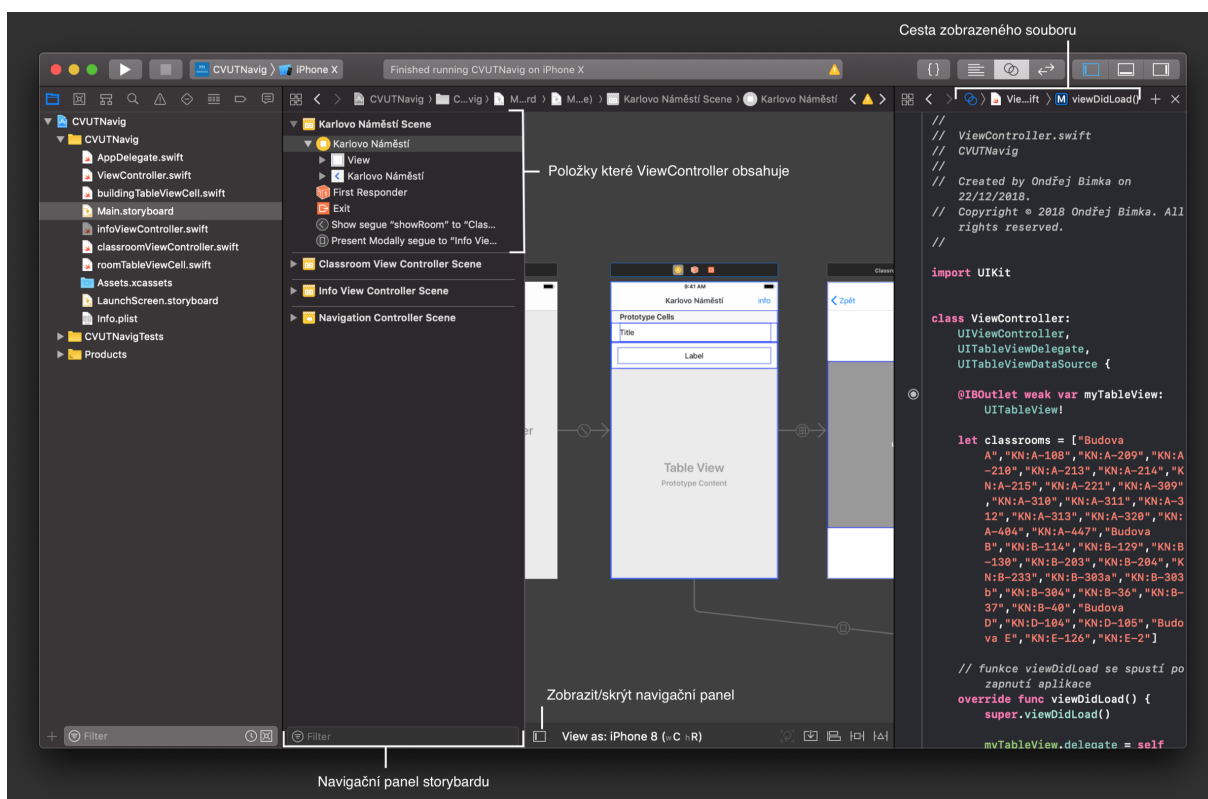 Cesta zobrazeného souboru
CVUTNavig 〉 iPhone X
Finished running CVUTNavig on iPhone X
{ }
CVUTNavig 〉 C...vig 〉 M...rd 〉 M...e) 〉 Karlovo Náměstí Scene 〉 Karlovo Náměstí
Vie...ift 〉 M viewDidLoad()
CVUTNavig
CVUTNavig
AppDelegate.swift
ViewController.swift
buildingTableViewCell.swift
Main.storyboard
infoViewController.swift
classroomViewController.swift
roomTableViewCell.swift
Assets.xcassets
LaunchScreen.storyboard
Info.plist
CVUTNavigTests
Products
Filter
Karlovo Náměstí Scene
Karlovo Náměstí
View
Karlovo Náměstí
First Responder
Exit
Show segue “showRoom” to “Clas...
Present Modally segue to “Info Vie...
Classroom View Controller Scene
Info View Controller Scene
Navigation Controller Scene
Filter
Položky které ViewController obsahuje
er
9:41 AM
Karlovo Náměstí
info
Prototype Cells
Title
Label
Table View
Prototype Content
Classr
Zpět
Zobrazit/skrýt navigační panel
View as: iPhone 8 (wC hR)
Navigační panel storybardu
//
// ViewController.swift
// CVUTNavig
//
// Created by Ondřej Bimka on
22/12/2018.
// Copyright © 2018 Ondřej Bimka. All
rights reserved.
//
import UIKit
class ViewController:
UIViewController,
UITableViewDelegate,
UITableViewDataSource {
@IBOutlet weak var myTableView:
UITableView!
let classrooms = ["Budova
A","KN:A-108","KN:A-209","KN:A
-210","KN:A-213","KN:A-214","K
N:A-215","KN:A-221","KN:A-309"
,"KN:A-310","KN:A-311","KN:A-3
12","KN:A-313","KN:A-320","KN:
A-404","KN:A-447","Budova
B","KN:B-114","KN:B-129","KN:B
-130","KN:B-203","KN:B-204","K
N:B-233","KN:B-303a","KN:B-303
b","KN:B-304","KN:B-36","KN:B-
37","KN:B-40","Budova
D","KN:D-104","KN:D-105","Budo
va E","KN:E-126","KN:E-2"]
// funkce viewDidLoad se spustí po
zapnutí aplikace
override func viewDidLoad() {
super.viewDidLoad()
myTableView.delegate = self